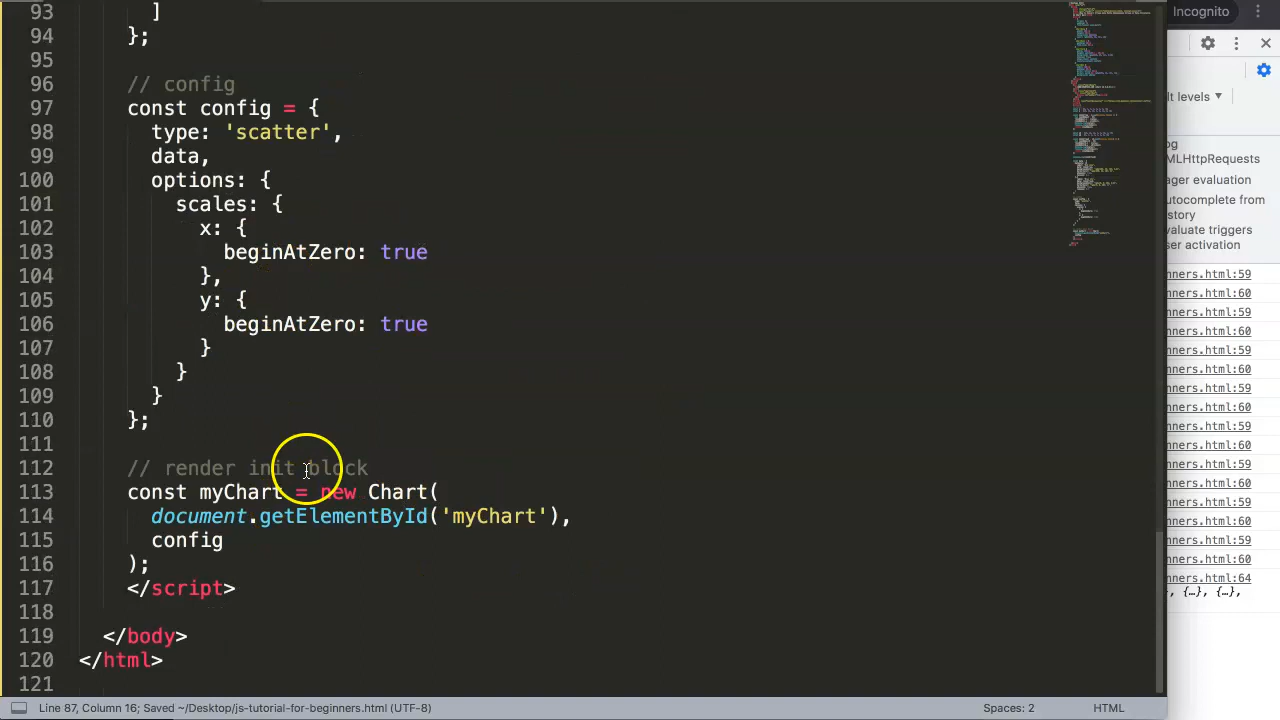 93 ]
94 };
95
96 // config
97 const config = {
98 type: 'scatter',
99 data,
100 options: {
101 scales: {
102 x: {
103 beginAtZero: true
104 },
105 y: {
106 beginAtZero: true
107 }
108 }
109 }
110 };
111
112 // render init block
113 const myChart = new Chart(
114 document.getElementById('myChart'),
115 config
116 );
117 </script>
118
119 </body>
120 </html>
121
Line 87, Column 16; Saved ~/Desktop/js-tutorial-for-beginners.html (UTF-8)
Spaces: 2
HTML
Incognito
lt levels ▼
og
MLHttpRequests
ager evaluation
utocomplete from
story
valuate triggers
ser activation
nners.html:59
nners.html:60
nners.html:59
nners.html:60
nners.html:59
nners.html:60
nners.html:59
nners.html:60
nners.html:59
nners.html:60
nners.html:59
nners.html:60
nners.html:59
nners.html:60
nners.html:59
nners.html:60
nners.html:64
, {…}, {…},